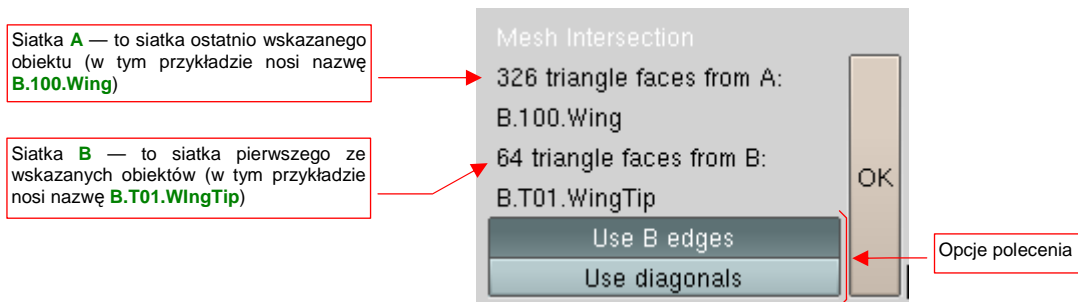 Siatka A — to siatka ostatnio wskazanego
obiektu (w tym przykładzie nosi nazwę
B.100.Wing)
Siatka B — to siatka pierwszego ze
wskazanych obiektów (w tym przykładzie
nosi nazwę B.T01.WIngTip)
Mesh Intersection
326 triangle faces from A:
B.100.Wing
64 triangle faces from B:
B.T01.WingTip
Use B edges
Use diagonals
OK
Opcje polecenia